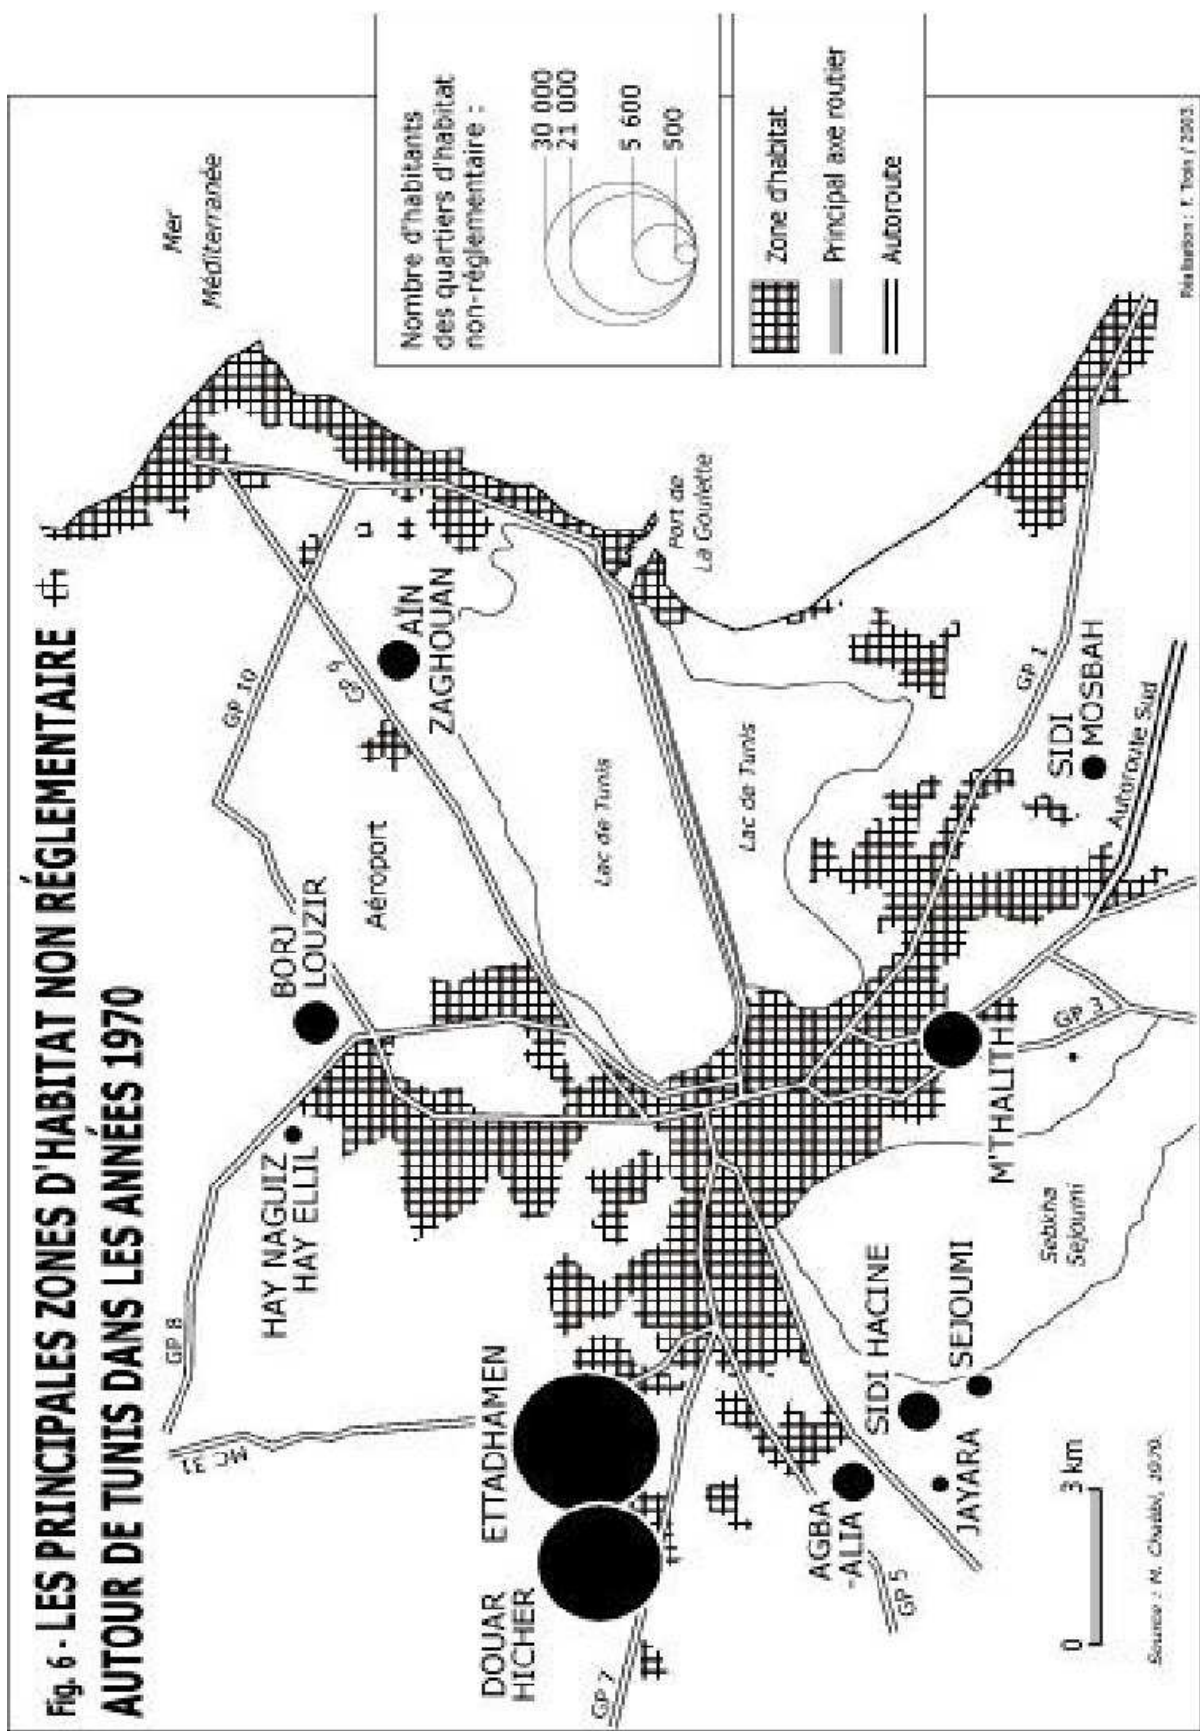 Fig. 6 - LES PRINCIPALES ZONES D'HABITAT NON RÉGLEMENTAIRE
AUTOUR DE TUNIS DANS LES ANNÉES 1970
Mer
Méditerranée
Nombre d'habitants
des quartiers d'habitat
non-réglementaire :
30 000
21 000
5 600
500
Zone d'habitat
Principal axe routier
Autoroute
GP 8
MC 31
GP 10
GP 9
BORJ
LOUZIR
Aéroport
AÏN
ZAGHOUAN
HAY NAGUIZ
HAY ELLIL
Lac de Tunis
Lac de Tunis
Port de
La Goulette
DOUAR
HICHER
ETTADHAMEN
GP 7
GP 5
AGBA
-ALIA
SIDI HACINE
JAYARA
SEJOUMI
Sebkha
Sejoumi
M'THALITH
GP 3
GP 1
SIDI
MOSBAH
Autoroute Sud
0 3 km
Source : M. Chabbi, 1970.
Réalisation : F. Troin / 2003.